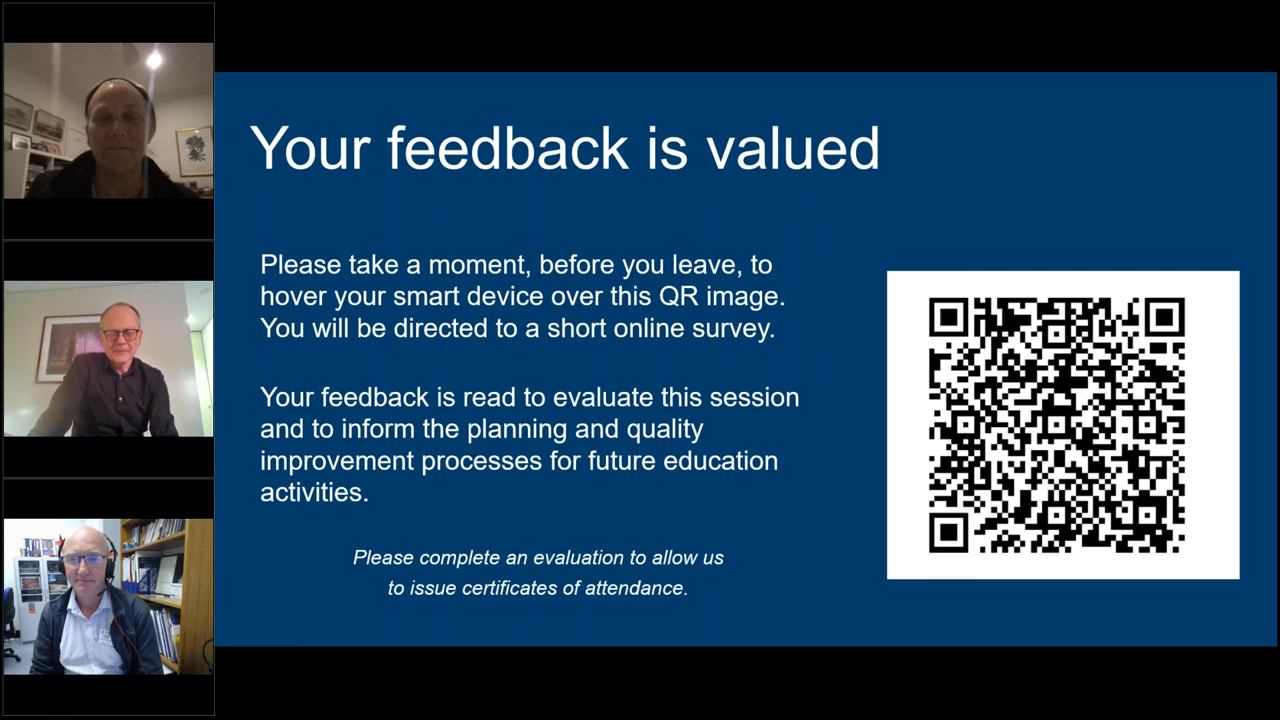 Your feedback is valued
Please take a moment, before you leave, to
hover your smart device over this QR image.
You will be directed to a short online survey.
Your feedback is read to evaluate this session
and to inform the planning and quality
improvement processes for future education
activities.
Please complete an evaluation to allow us
to issue certificates of attendance.